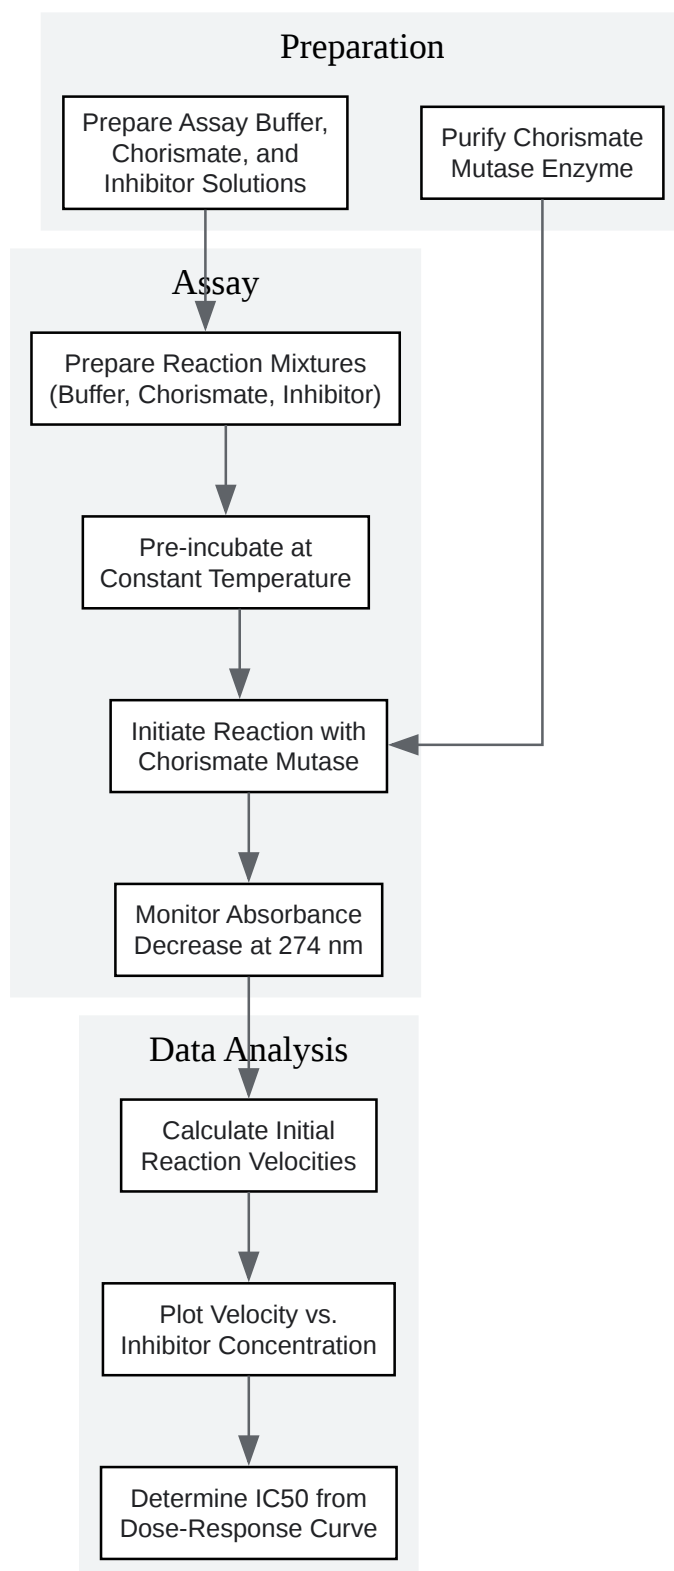 Preparation
Prepare Assay Buffer,
Chorismate, and
Inhibitor Solutions
Purify Chorismate
Mutase Enzyme
Assay
Prepare Reaction Mixtures
(Buffer, Chorismate, Inhibitor)
Pre-incubate at
Constant Temperature
Initiate Reaction with
Chorismate Mutase
Monitor Absorbance
Decrease at 274 nm
Data Analysis
Calculate Initial
Reaction Velocities
Plot Velocity vs.
Inhibitor Concentration
Determine IC50 from
Dose-Response Curve